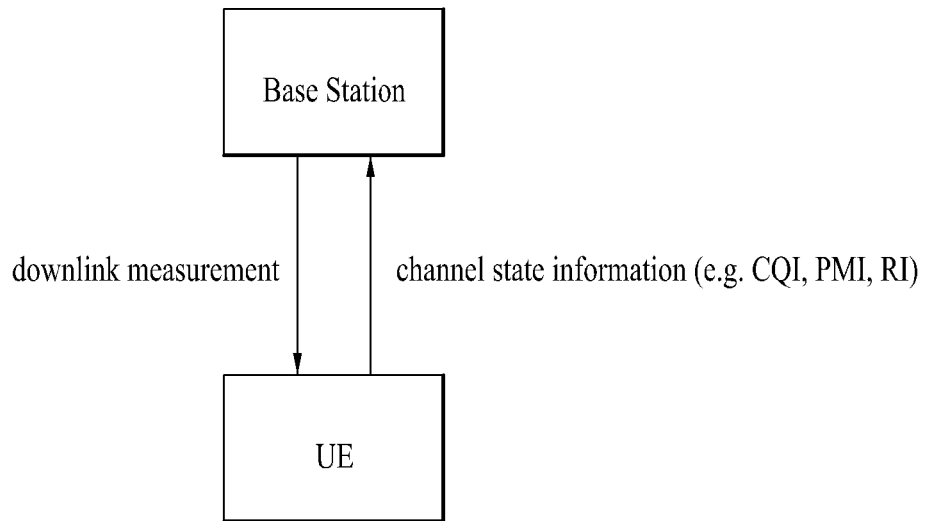 Base Station
downlink measurement
channel state information (e.g. CQI, PMI, RI)
UE